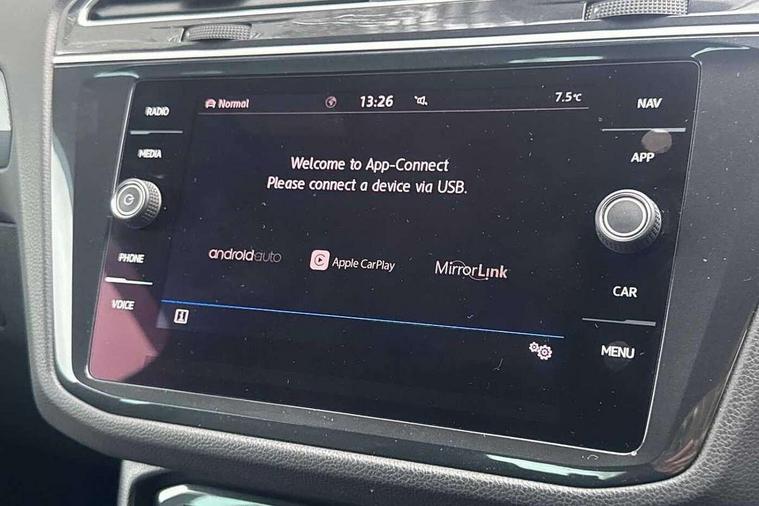 RADIO
MEDIA
PHONE
VOICE
Normal
13:26
7.5°C
Welcome to App-Connect
Please connect a device via USB.
androidauto
Apple CarPlay
MirrorLink
NAV
APP
CAR
MENU